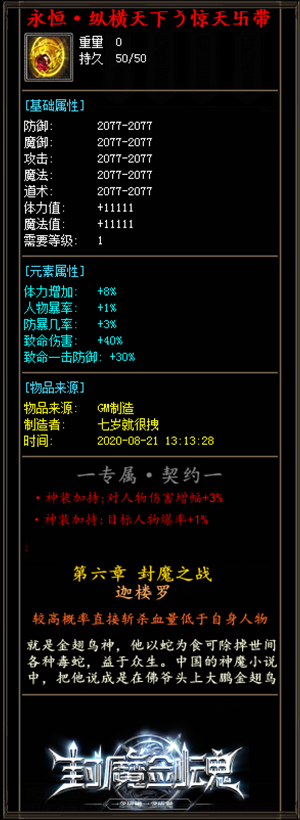 永恒·纵横天下う惊天卐带
重量 0
持久 50/50
[基础属性]
防御: 2077-2077
魔御: 2077-2077
攻击: 2077-2077
魔法: 2077-2077
道术: 2077-2077
体力值: +11111
魔法值: +11111
需要等级: 1
[元素属性]
体力增加: +8%
人物暴率: +1%
防暴几率: +3%
致命伤害: +40%
致命一击防御: +30%
[物品来源]
物品来源: GM制造
制造者: 七岁就很拽
时间: 2020-08-21 13:13:28
一专属·契约一
·神装加持:对人物伤害增幅+3%
·神装加持:目标人物爆率+1%
:
第六章 封魔之战
迦楼罗
较高概率直接斩杀血量低于自身人物
就是金翅鸟神，他以蛇为食可除掉世间
各种毒蛇，益于众生。中国的神魔小说
中，把他说成是在佛爷头上大鹏金翅鸟
封魔剑魂